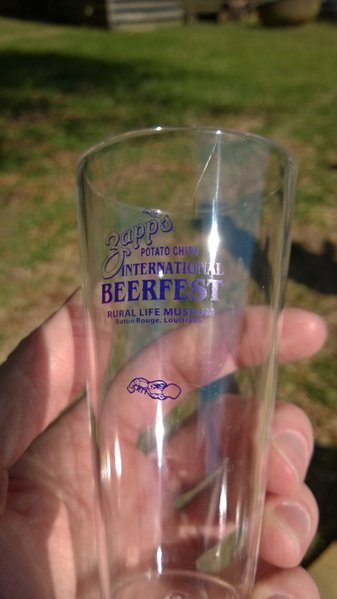 Zapp's
POTATO CHIPS
INTERNATIONAL
BEERFEST
RURAL LIFE MUSEUM
Baton Rouge, Louisiana